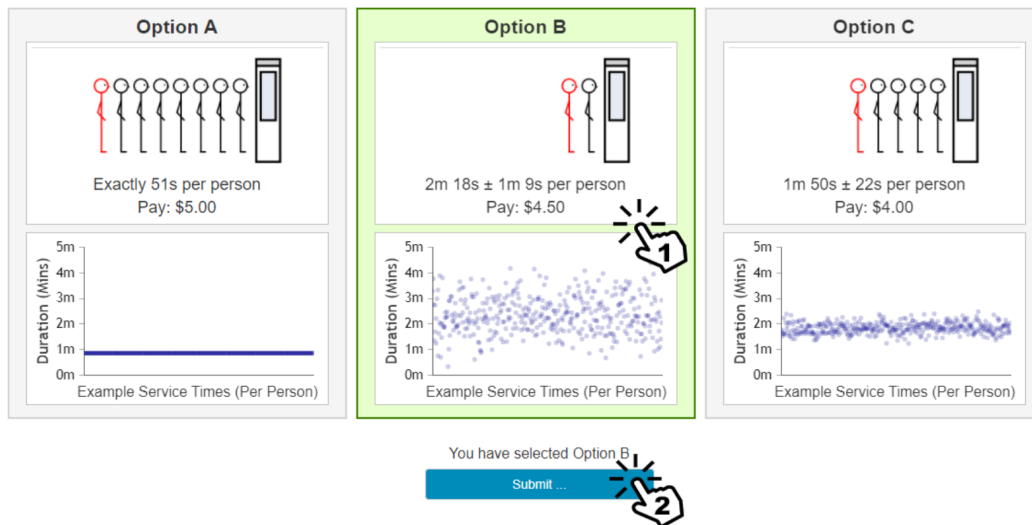 Option A
Exactly 51s per person
Pay: $5.00
5m
4m
3m
2m
1m
0m
Duration (Mins)
Example Service Times (Per Person)
Option B
2m 18s ± 1m 9s per person
Pay: $4.50
1
5m
4m
3m
2m
1m
0m
Duration (Mins)
Example Service Times (Per Person)
Option C
1m 50s ± 22s per person
Pay: $4.00
5m
4m
3m
2m
1m
0m
Duration (Mins)
Example Service Times (Per Person)
You have selected Option B
Submit ...
2